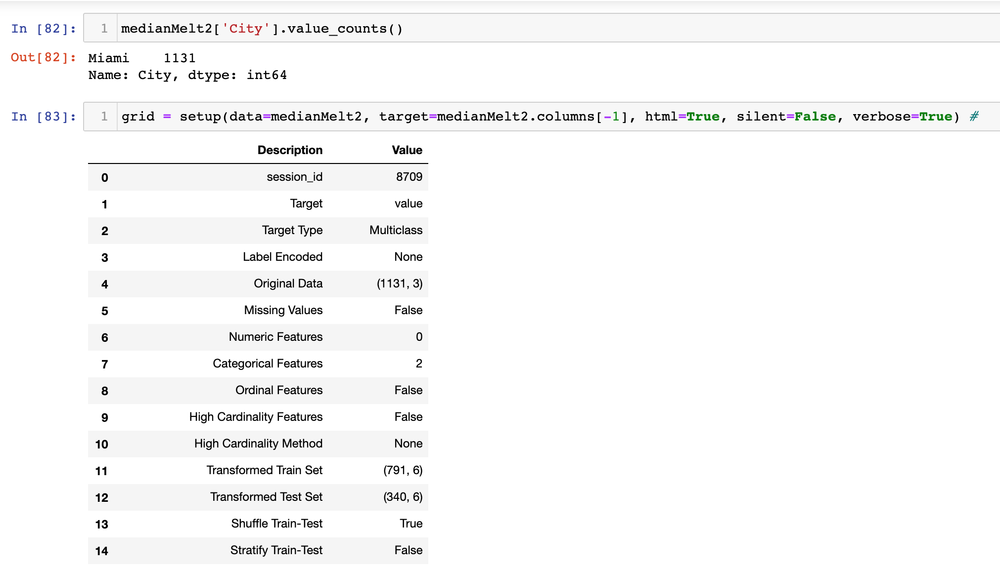 In [82]: 1 medianMelt2['City'].value_counts()
Out[82]: Miami    1131
Name: City, dtype: int64
In [83]: 1 grid = setup(data=medianMelt2, target=medianMelt2.columns[-1], html=True, silent=False, verbose=True) #
Description Value
0 session_id 8709
1 Target value
2 Target Type Multiclass
3 Label Encoded None
4 Original Data (1131, 3)
5 Missing Values False
6 Numeric Features 0
7 Categorical Features 2
8 Ordinal Features False
9 High Cardinality Features False
10 High Cardinality Method None
11 Transformed Train Set (791, 6)
12 Transformed Test Set (340, 6)
13 Shuffle Train-Test True
14 Stratify Train-Test False